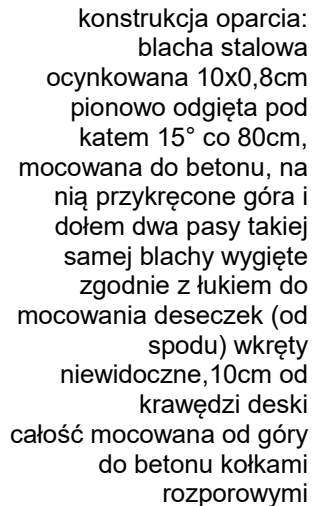 konstrukcja oparcia:
blacha stalowa
ocynkowana 10x0,8cm
pionowo odgięta pod
katem 15° co 80cm,
mocowana do betonu, na
nią przykręcone góra i
dołem dwa pasy takiej
samej blachy wygięte
zgodnie z łukiem do
mocowania deseczek (od
spodu) wkręty
niewidoczne,10cm od
krawędzi deski
całość mocowana od góry
do betonu kołkami
rozporowymi